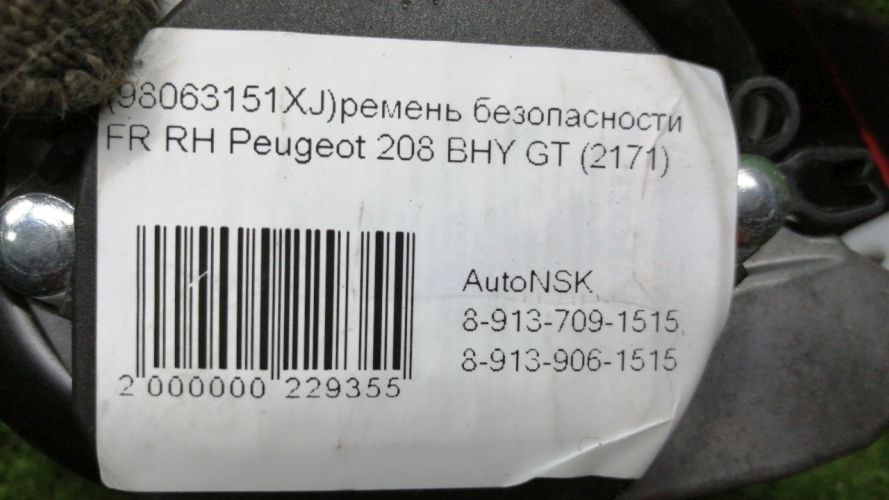 (98063151XJ)ремень безопасности
FR RH Peugeot 208 BHY GT (2171)
AutoNSK
8-913-709-1515,
8-913-906-1515
2 000000 229355